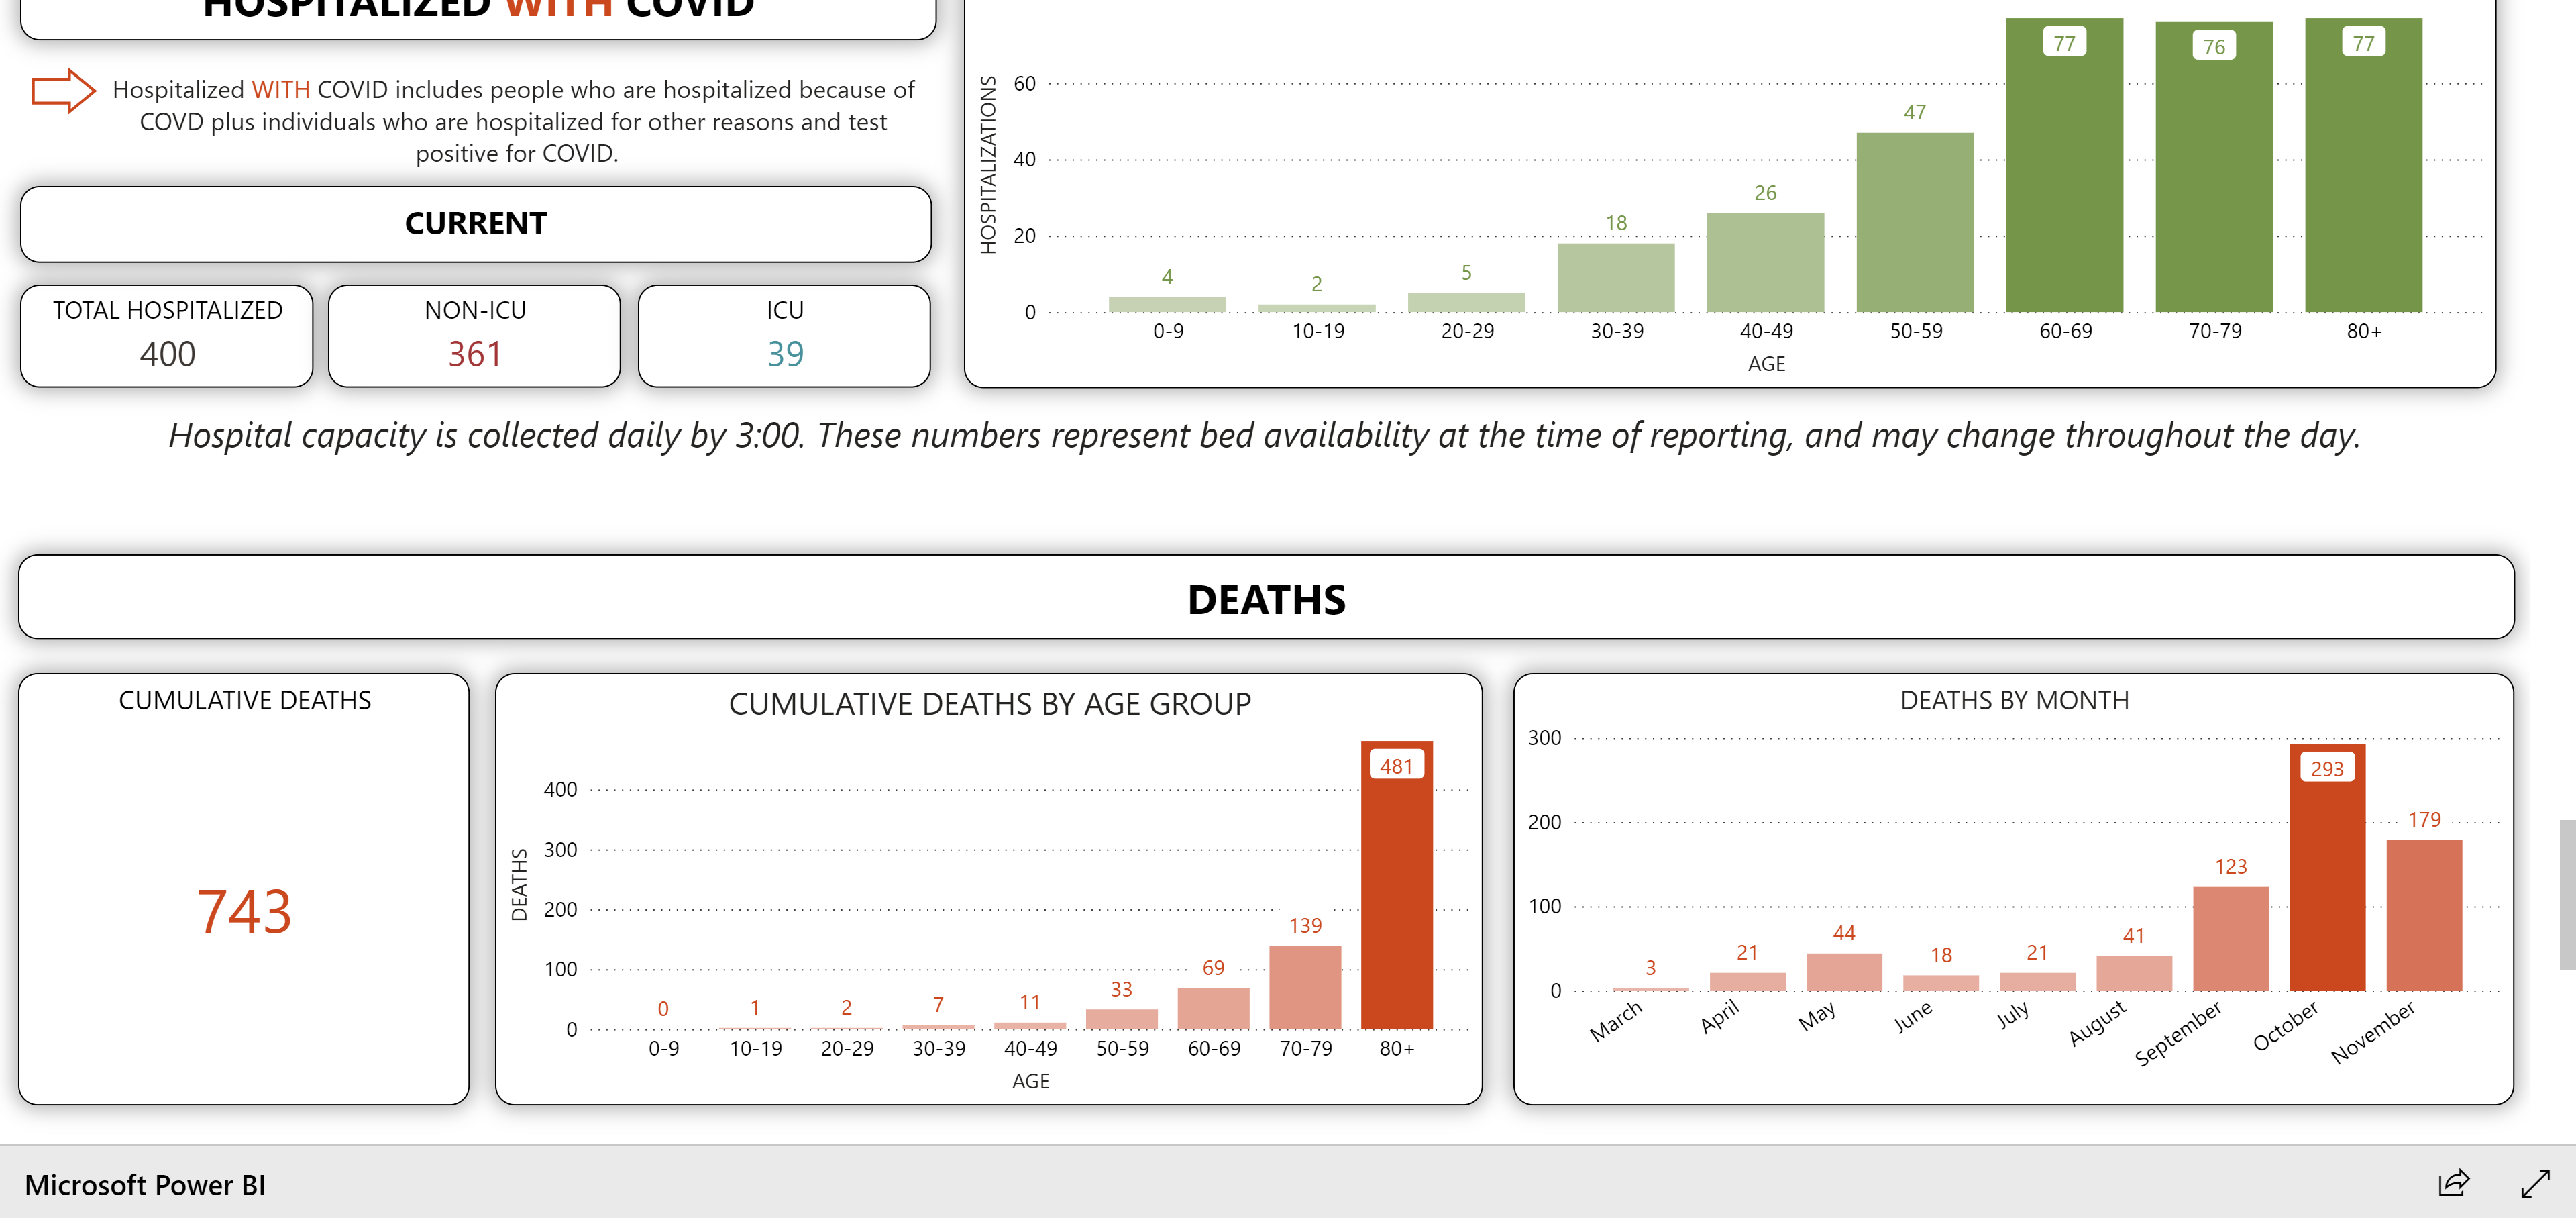 HOSPITALIZED WITH COVID
Hospitalized WITH COVID includes people who are hospitalized because of
COVD plus individuals who are hospitalized for other reasons and test
positive for COVID.
CURRENT
TOTAL HOSPITALIZED
400
NON-ICU
361
ICU
39
HOSPITALIZATIONS
60
40
20
0
4
2
5
18
26
47
77
76
77
0-9
10-19
20-29
30-39
40-49
50-59
60-69
70-79
80+
AGE
Hospital capacity is collected daily by 3:00. These numbers represent bed availability at the time of reporting, and may change throughout the day.
DEATHS
CUMULATIVE DEATHS
743
CUMULATIVE DEATHS BY AGE GROUP
DEATHS
400
300
200
100
0
0
1
2
7
11
33
69
139
481
0-9
10-19
20-29
30-39
40-49
50-59
60-69
70-79
80+
AGE
DEATHS BY MONTH
300
200
100
0
3
21
44
18
21
41
123
293
179
March
April
May
June
July
August
September
October
November
Microsoft Power BI